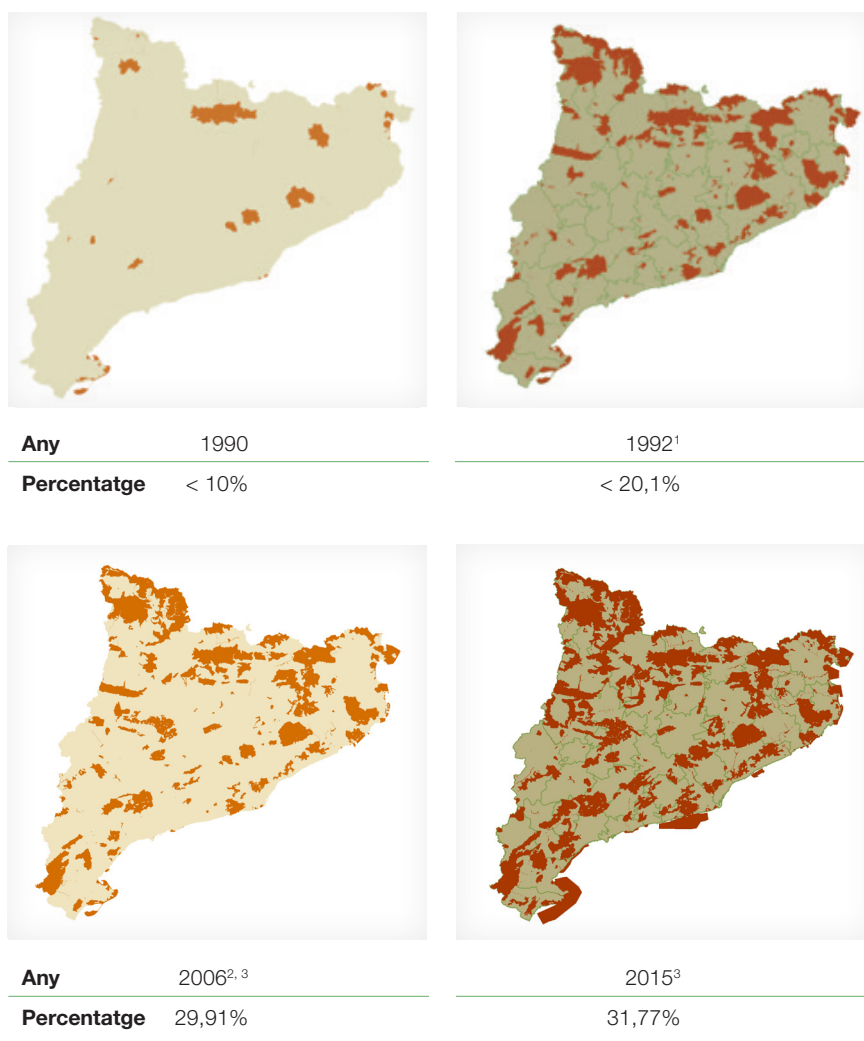 Any 1990 1992¹
Percentatge < 10% < 20,1%
Any 2006²,³ 2015³
Percentatge 29,91% 31,77%